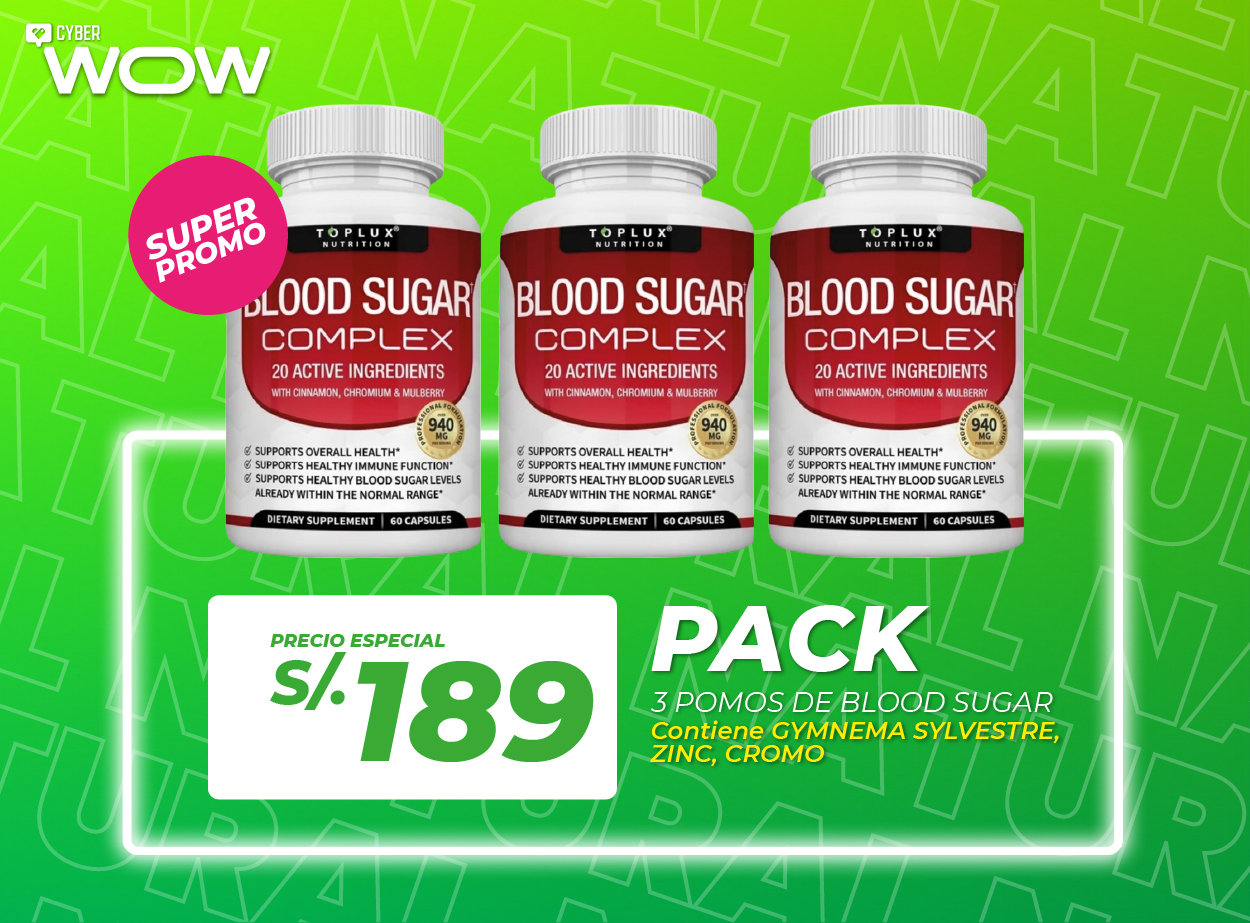 CYBER
WOW
SUPER
PROMO
TOPLUX®
NUTRITION
BLOOD SUGAR†
COMPLEX
20 ACTIVE INGREDIENTS
WITH CINNAMON, CHROMIUM & MULBERRY
PROFESSIONAL FORMULATION
940
MG
SUPPORTS OVERALL HEALTH*
SUPPORTS HEALTHY IMMUNE FUNCTION*
SUPPORTS HEALTHY BLOOD SUGAR LEVELS
ALREADY WITHIN THE NORMAL RANGE*
DIETARY SUPPLEMENT | 60 CAPSULES
TOPLUX®
NUTRITION
BLOOD SUGAR†
COMPLEX
20 ACTIVE INGREDIENTS
WITH CINNAMON, CHROMIUM & MULBERRY
PROFESSIONAL FORMULATION
940
MG
SUPPORTS OVERALL HEALTH*
SUPPORTS HEALTHY IMMUNE FUNCTION*
SUPPORTS HEALTHY BLOOD SUGAR LEVELS
ALREADY WITHIN THE NORMAL RANGE*
DIETARY SUPPLEMENT | 60 CAPSULES
TOPLUX®
NUTRITION
BLOOD SUGAR†
COMPLEX
20 ACTIVE INGREDIENTS
WITH CINNAMON, CHROMIUM & MULBERRY
PROFESSIONAL FORMULATION
940
MG
SUPPORTS OVERALL HEALTH*
SUPPORTS HEALTHY IMMUNE FUNCTION*
SUPPORTS HEALTHY BLOOD SUGAR LEVELS
ALREADY WITHIN THE NORMAL RANGE*
DIETARY SUPPLEMENT | 60 CAPSULES
PRECIO ESPECIAL
S/.189
PACK
3 POMOS DE BLOOD SUGAR
Contiene GYMNEMA SYLVESTRE,
ZINC, CROMO